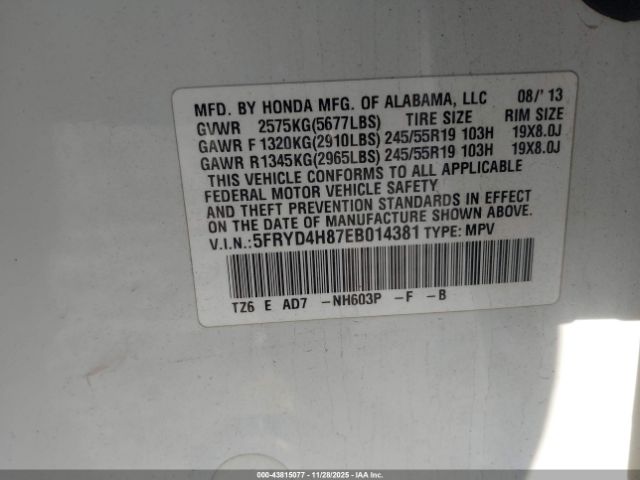 MFD. BY HONDA MFG. OF ALABAMA, LLC 08/'13
GVWR 2575KG(5677LBS) TIRE SIZE RIM SIZE
GAWR F 1320KG(2910LBS) 245/55R19 103H 19X8.0J
GAWR R1345KG(2965LBS) 245/55R19 103H 19X8.0J
THIS VEHICLE CONFORMS TO ALL APPLICABLE
FEDERAL MOTOR VEHICLE SAFETY
AND THEFT PREVENTION STANDARDS IN EFFECT
ON THE DATE OF MANUFACTURE SHOWN ABOVE.
V.I.N.:5FRYD4H87EB014381 TYPE: MPV
TZ6 E AD7 -NH603P -F -B
000-43815077 - 11/28/2025 - IAA Corp.